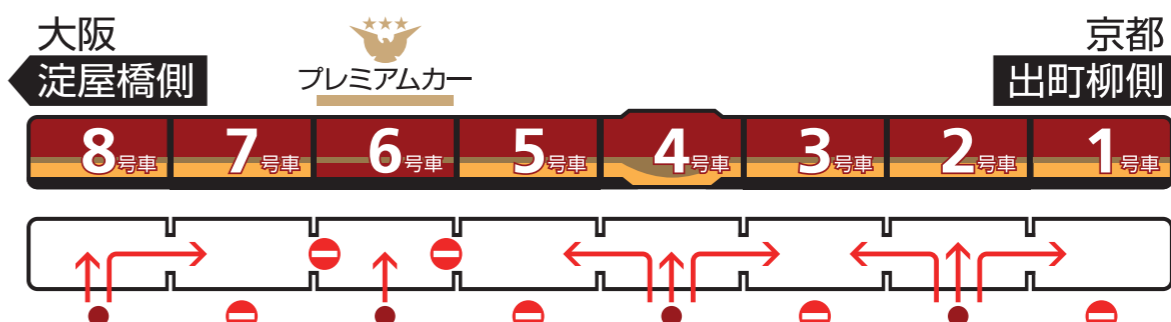 大阪
淀屋橋側
プレミアムカー
京都
出町柳側
8号車
7号車
6号車
5号車
4号車
3号車
2号車
1号車